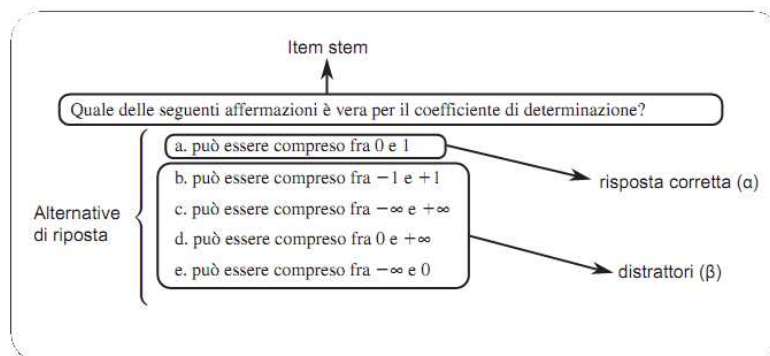 Item stem
Quale delle seguenti affermazioni è vera per il coefficiente di determinazione?
a. può essere compreso fra 0 e 1
b. può essere compreso fra −1 e +1
c. può essere compreso fra −∞ e +∞
d. può essere compreso fra 0 e +∞
e. può essere compreso fra −∞ e 0
Alternative
di riposta
risposta corretta (α)
distrattori (β)